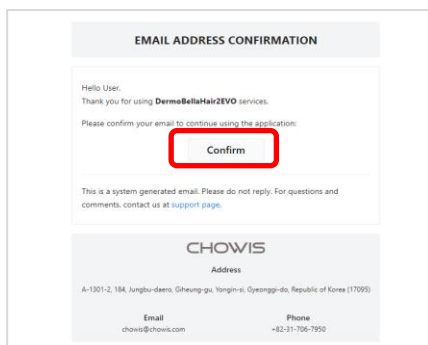 EMAIL ADDRESS CONFIRMATION
Hello User,
Thank you for using DermoBellaHair2EVO services.
Please confirm your email to continue using the application:
Confirm
This is a system generated email. Please do not reply. For questions and
comments, contact us at support page.
CHOWIS
Address
A-1301-2, 184, Jungbu-daero, Giheung-gu, Yongin-si, Gyeonggi-do, Republic of Korea (17095)
Email Phone
chowis@chowis.com +82-31-706-7950